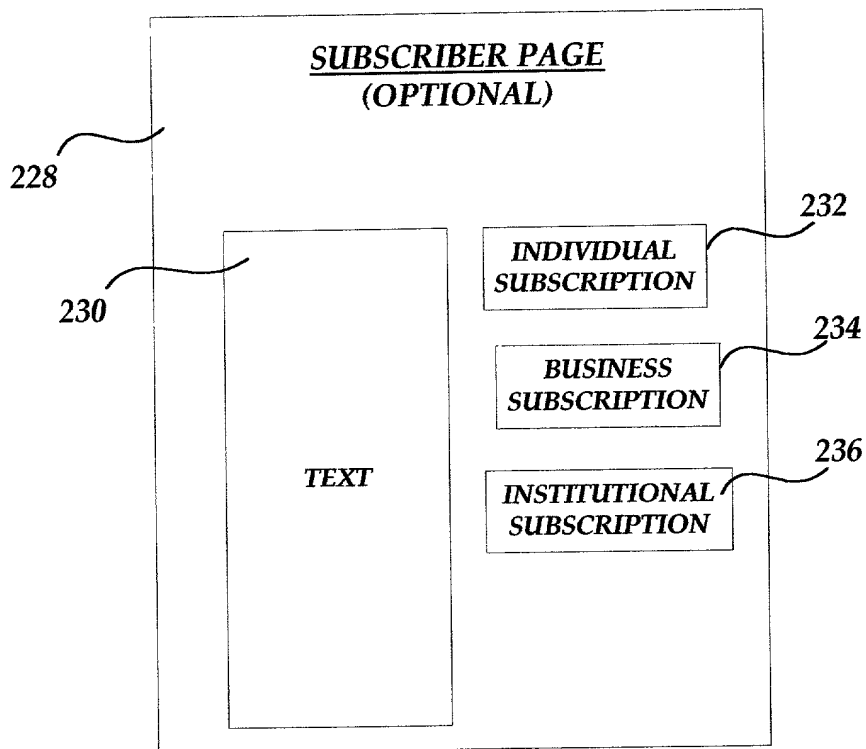 SUBSCRIBER PAGE
(OPTIONAL)
228
232
INDIVIDUAL
SUBSCRIPTION
230
234
BUSINESS
SUBSCRIPTION
236
TEXT
INSTITUTIONAL
SUBSCRIPTION